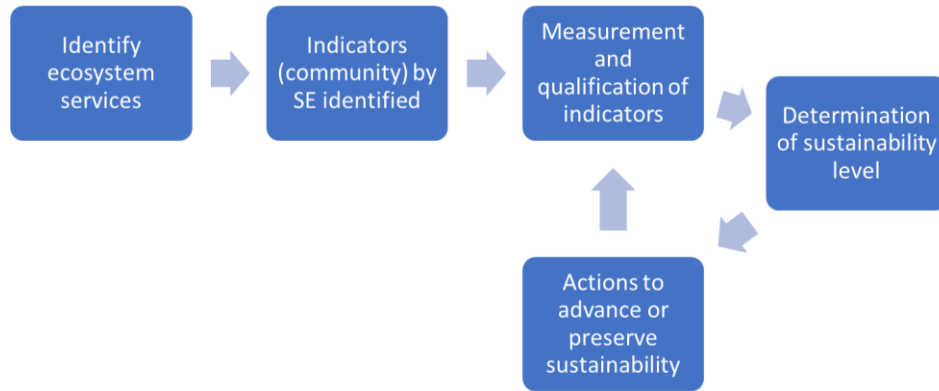 Identify
ecosystem
services
Indicators
(community) by
SE identified
Measurement
and
qualification of
indicators
Determination
of sustainability
level
Actions to
advance or
preserve
sustainability